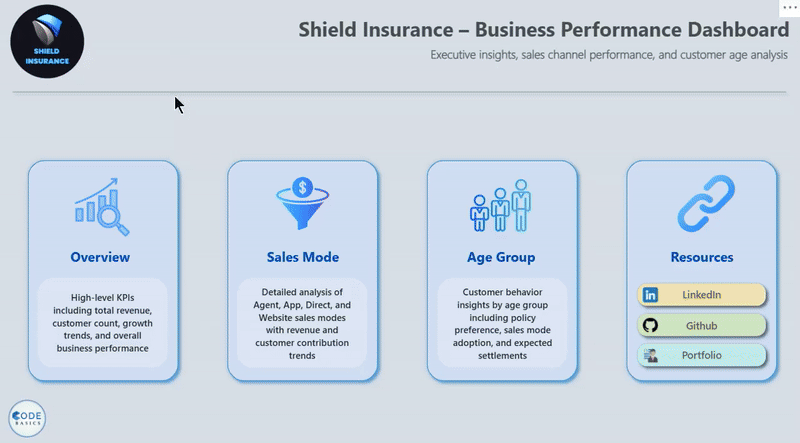 SHIELD
INSURANCE
Shield Insurance – Business Performance Dashboard
Executive insights, sales channel performance, and customer age analysis
Overview
High-level KPIs
including total revenue,
customer count, growth
trends, and overall
business performance
$
Sales Mode
Detailed analysis of
Agent, App, Direct, and
Website sales modes
with revenue and
customer contribution
trends
Age Group
Customer behavior
insights by age group
including policy
preference, sales mode
adoption, and expected
settlements
Resources
in LinkedIn
Github
Portfolio
CODE
BASICS